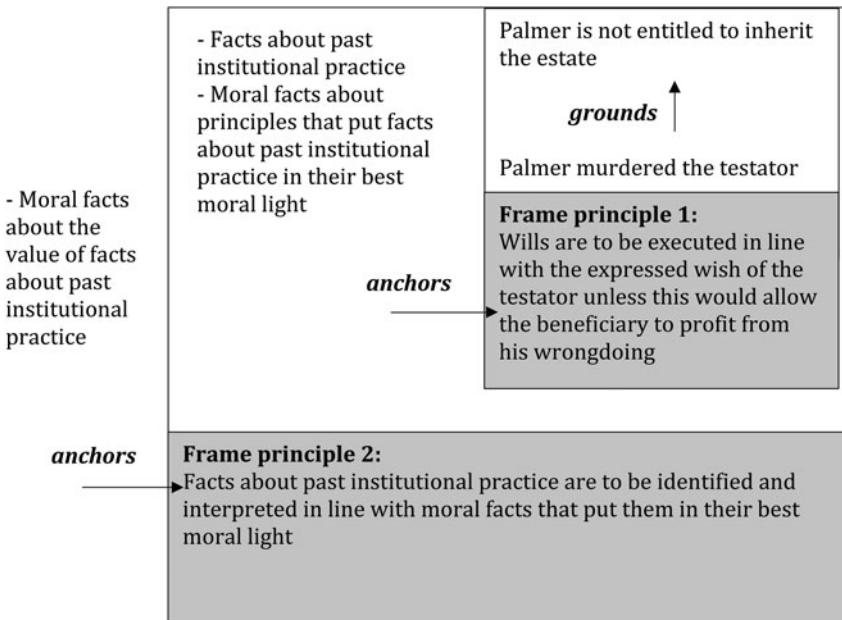 - Moral facts
about the
value of facts
about past
institutional
practice
anchors
- Facts about past
institutional practice
- Moral facts about
principles that put facts
about past institutional
practice in their best
moral light
anchors
Palmer is not entitled to inherit
the estate
grounds
Palmer murdered the testator
Frame principle 1:
Wills are to be executed in line
with the expressed wish of the
testator unless this would allow
the beneficiary to profit from
his wrongdoing
Frame principle 2:
Facts about past institutional practice are to be identified and
interpreted in line with moral facts that put them in their best
moral light